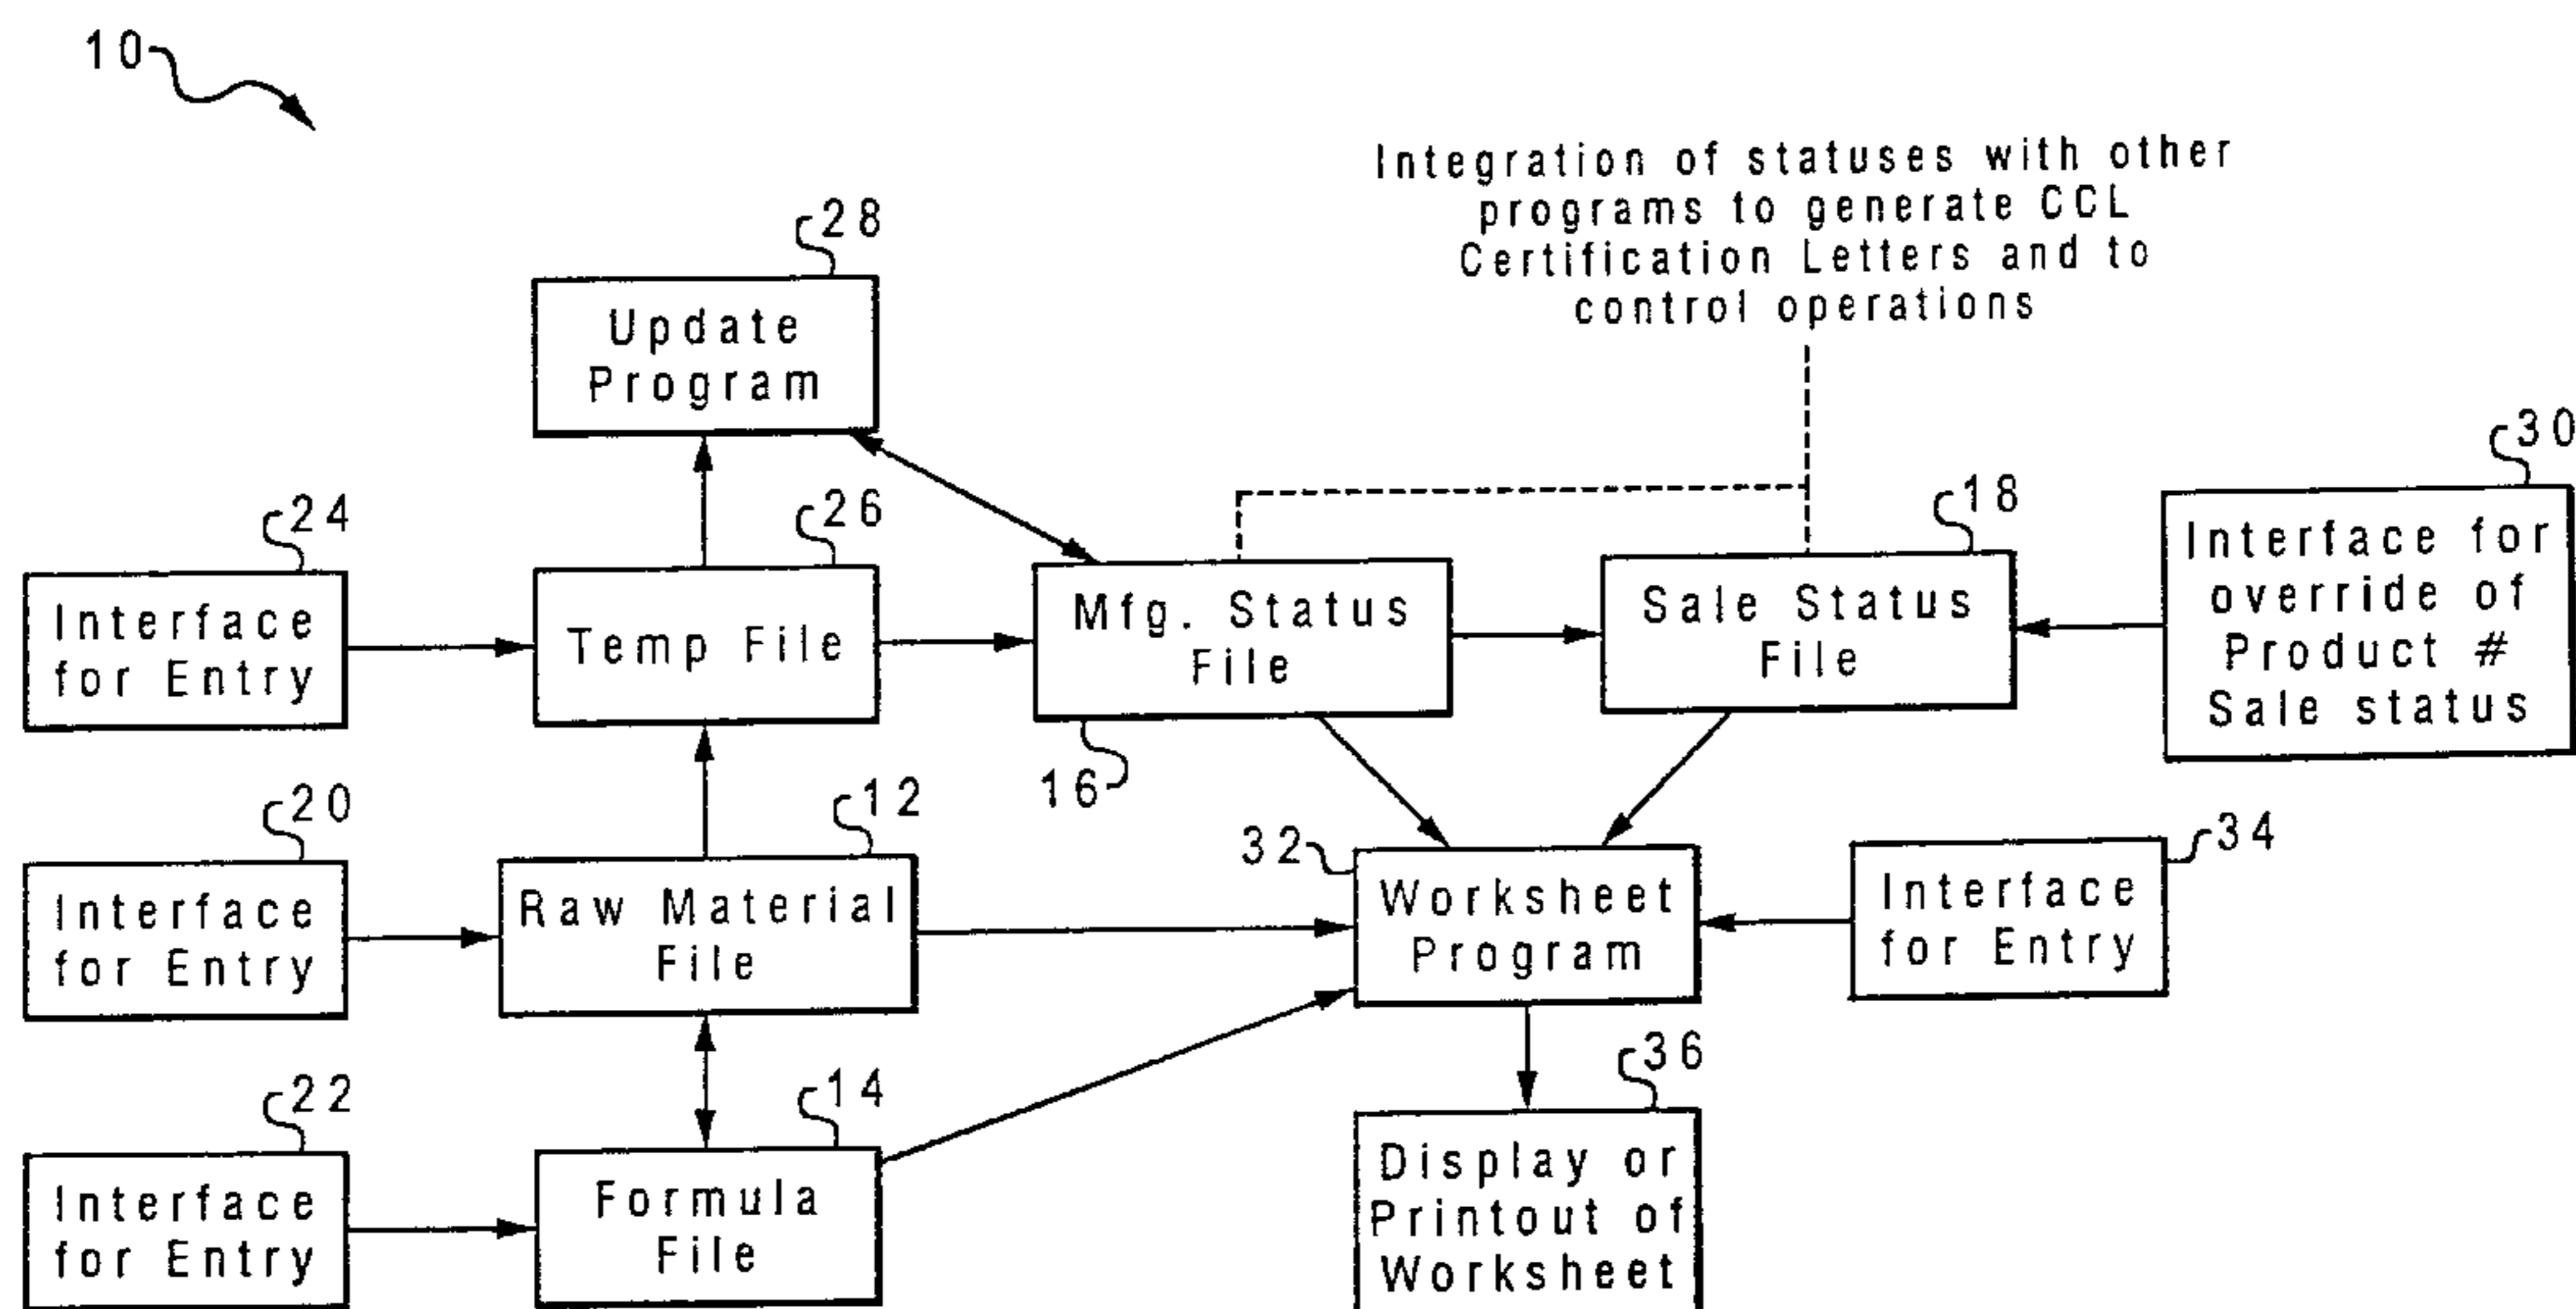 10
Integration of statuses with other
programs to generate CCL
Certification Letters and to
control operations
28
Update
Program
30
Interface for
override of
Product #
Sale status
24
Interface
for Entry
26
Temp File
Mfg. Status
File
16
18
Sale Status
File
20
Interface
for Entry
12
Raw Material
File
32
Worksheet
Program
34
Interface
for Entry
22
Interface
for Entry
14
Formula
File
36
Display or
Printout of
Worksheet